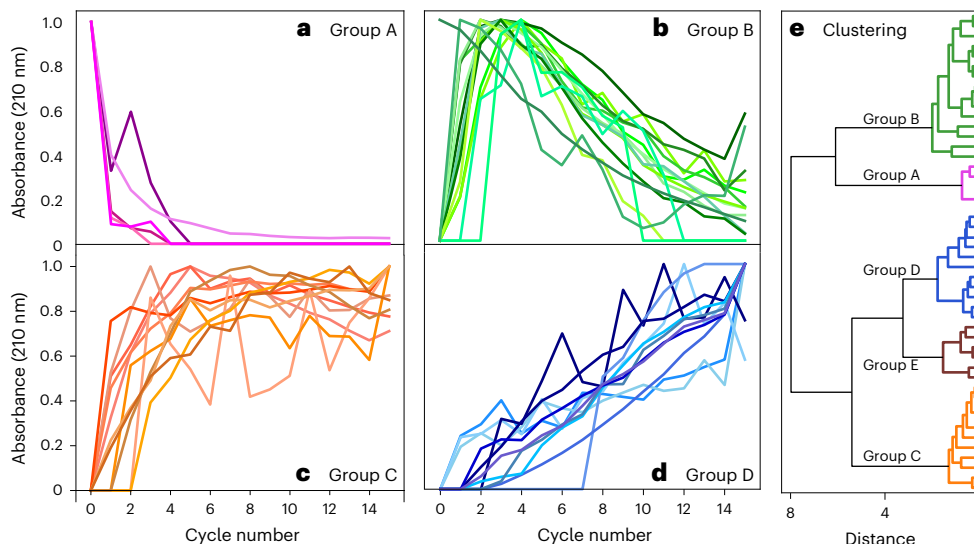 a Group A
b Group B
e Clustering
Absorbance (210 nm)
1.0
0.8
0.6
0.4
0.2
0
Group B
Group A
Absorbance (210 nm)
1.0
0.8
0.6
0.4
0.2
0
c Group C
d Group D
Group D
Group E
Group C
0 2 4 6 8 10 12 14
0 2 4 6 8 10 12 14
8 4
Cycle number
Cycle number
Distance